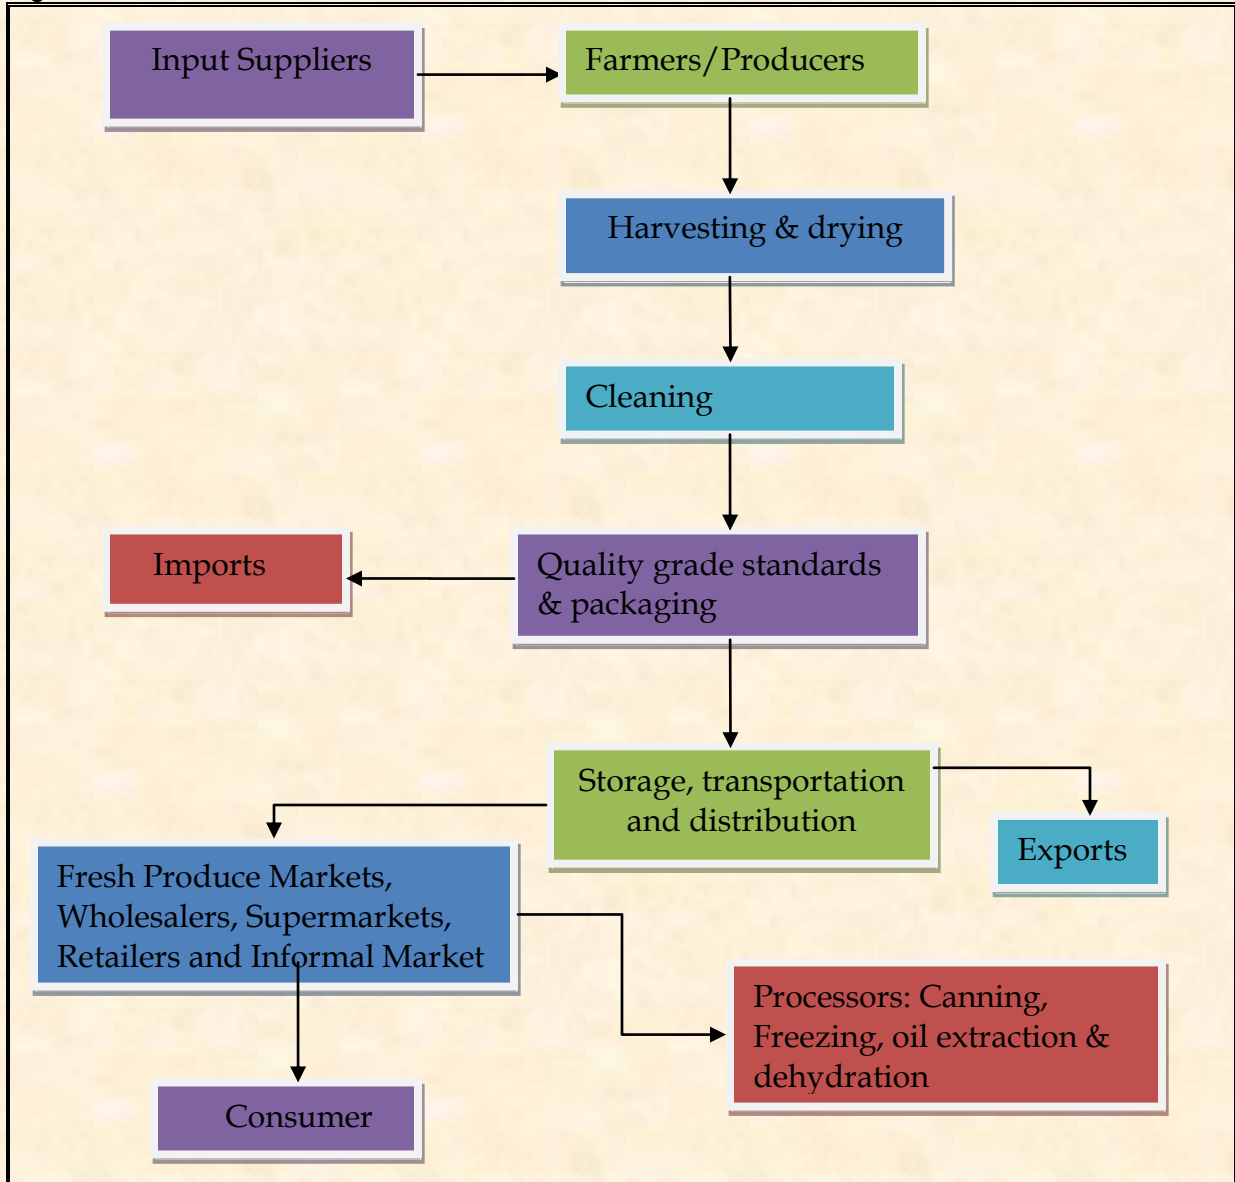 Input Suppliers
Farmers/Producers
Harvesting & drying
Cleaning
Imports
Quality grade standards
& packaging
Storage, transportation
and distribution
Exports
Fresh Produce Markets,
Wholesalers, Supermarkets,
Retailers and Informal Market
Processors: Canning,
Freezing, oil extraction &
dehydration
Consumer